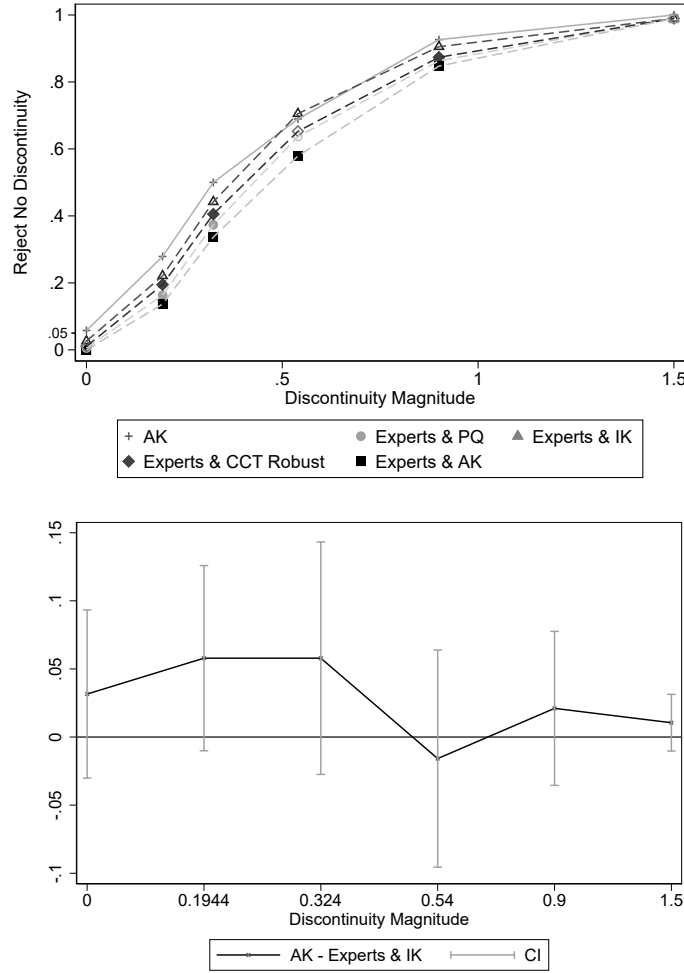 1
.8
.6
.4
.2
.05
0
Reject No Discontinuity
0 .5 1 1.5
Discontinuity Magnitude
AK Experts & PQ Experts & IK
Experts & CCT Robust Experts & AK
.15
.1
.05
0
-.05
-.1
0 0.1944 0.324 0.54 0.9 1.5
Discontinuity Magnitude
AK - Experts & IK CI